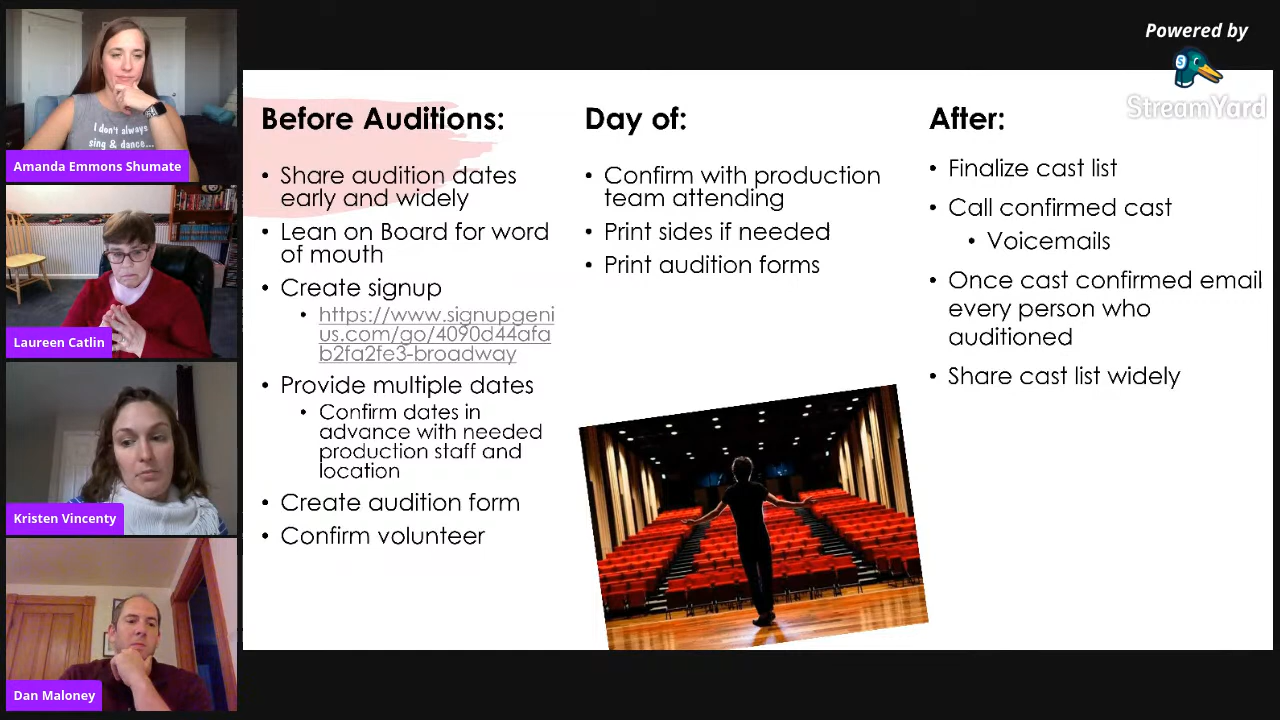 Powered by
StreamYard
I don't always
sing & dance...
Amanda Emmons Shumate
Laureen Catlin
Kristen Vincenty
Dan Maloney
Before Auditions:
• Share audition dates
early and widely
• Lean on Board for word
of mouth
• Create signup
• https://www.signupgeni
us.com/go/4090d44afa
b2fa2fe3-broadway
• Provide multiple dates
• Confirm dates in
advance with needed
production staff and
location
• Create audition form
• Confirm volunteer
Day of:
• Confirm with production
team attending
• Print sides if needed
• Print audition forms
After:
• Finalize cast list
• Call confirmed cast
• Voicemails
• Once cast confirmed email
every person who
auditioned
• Share cast list widely